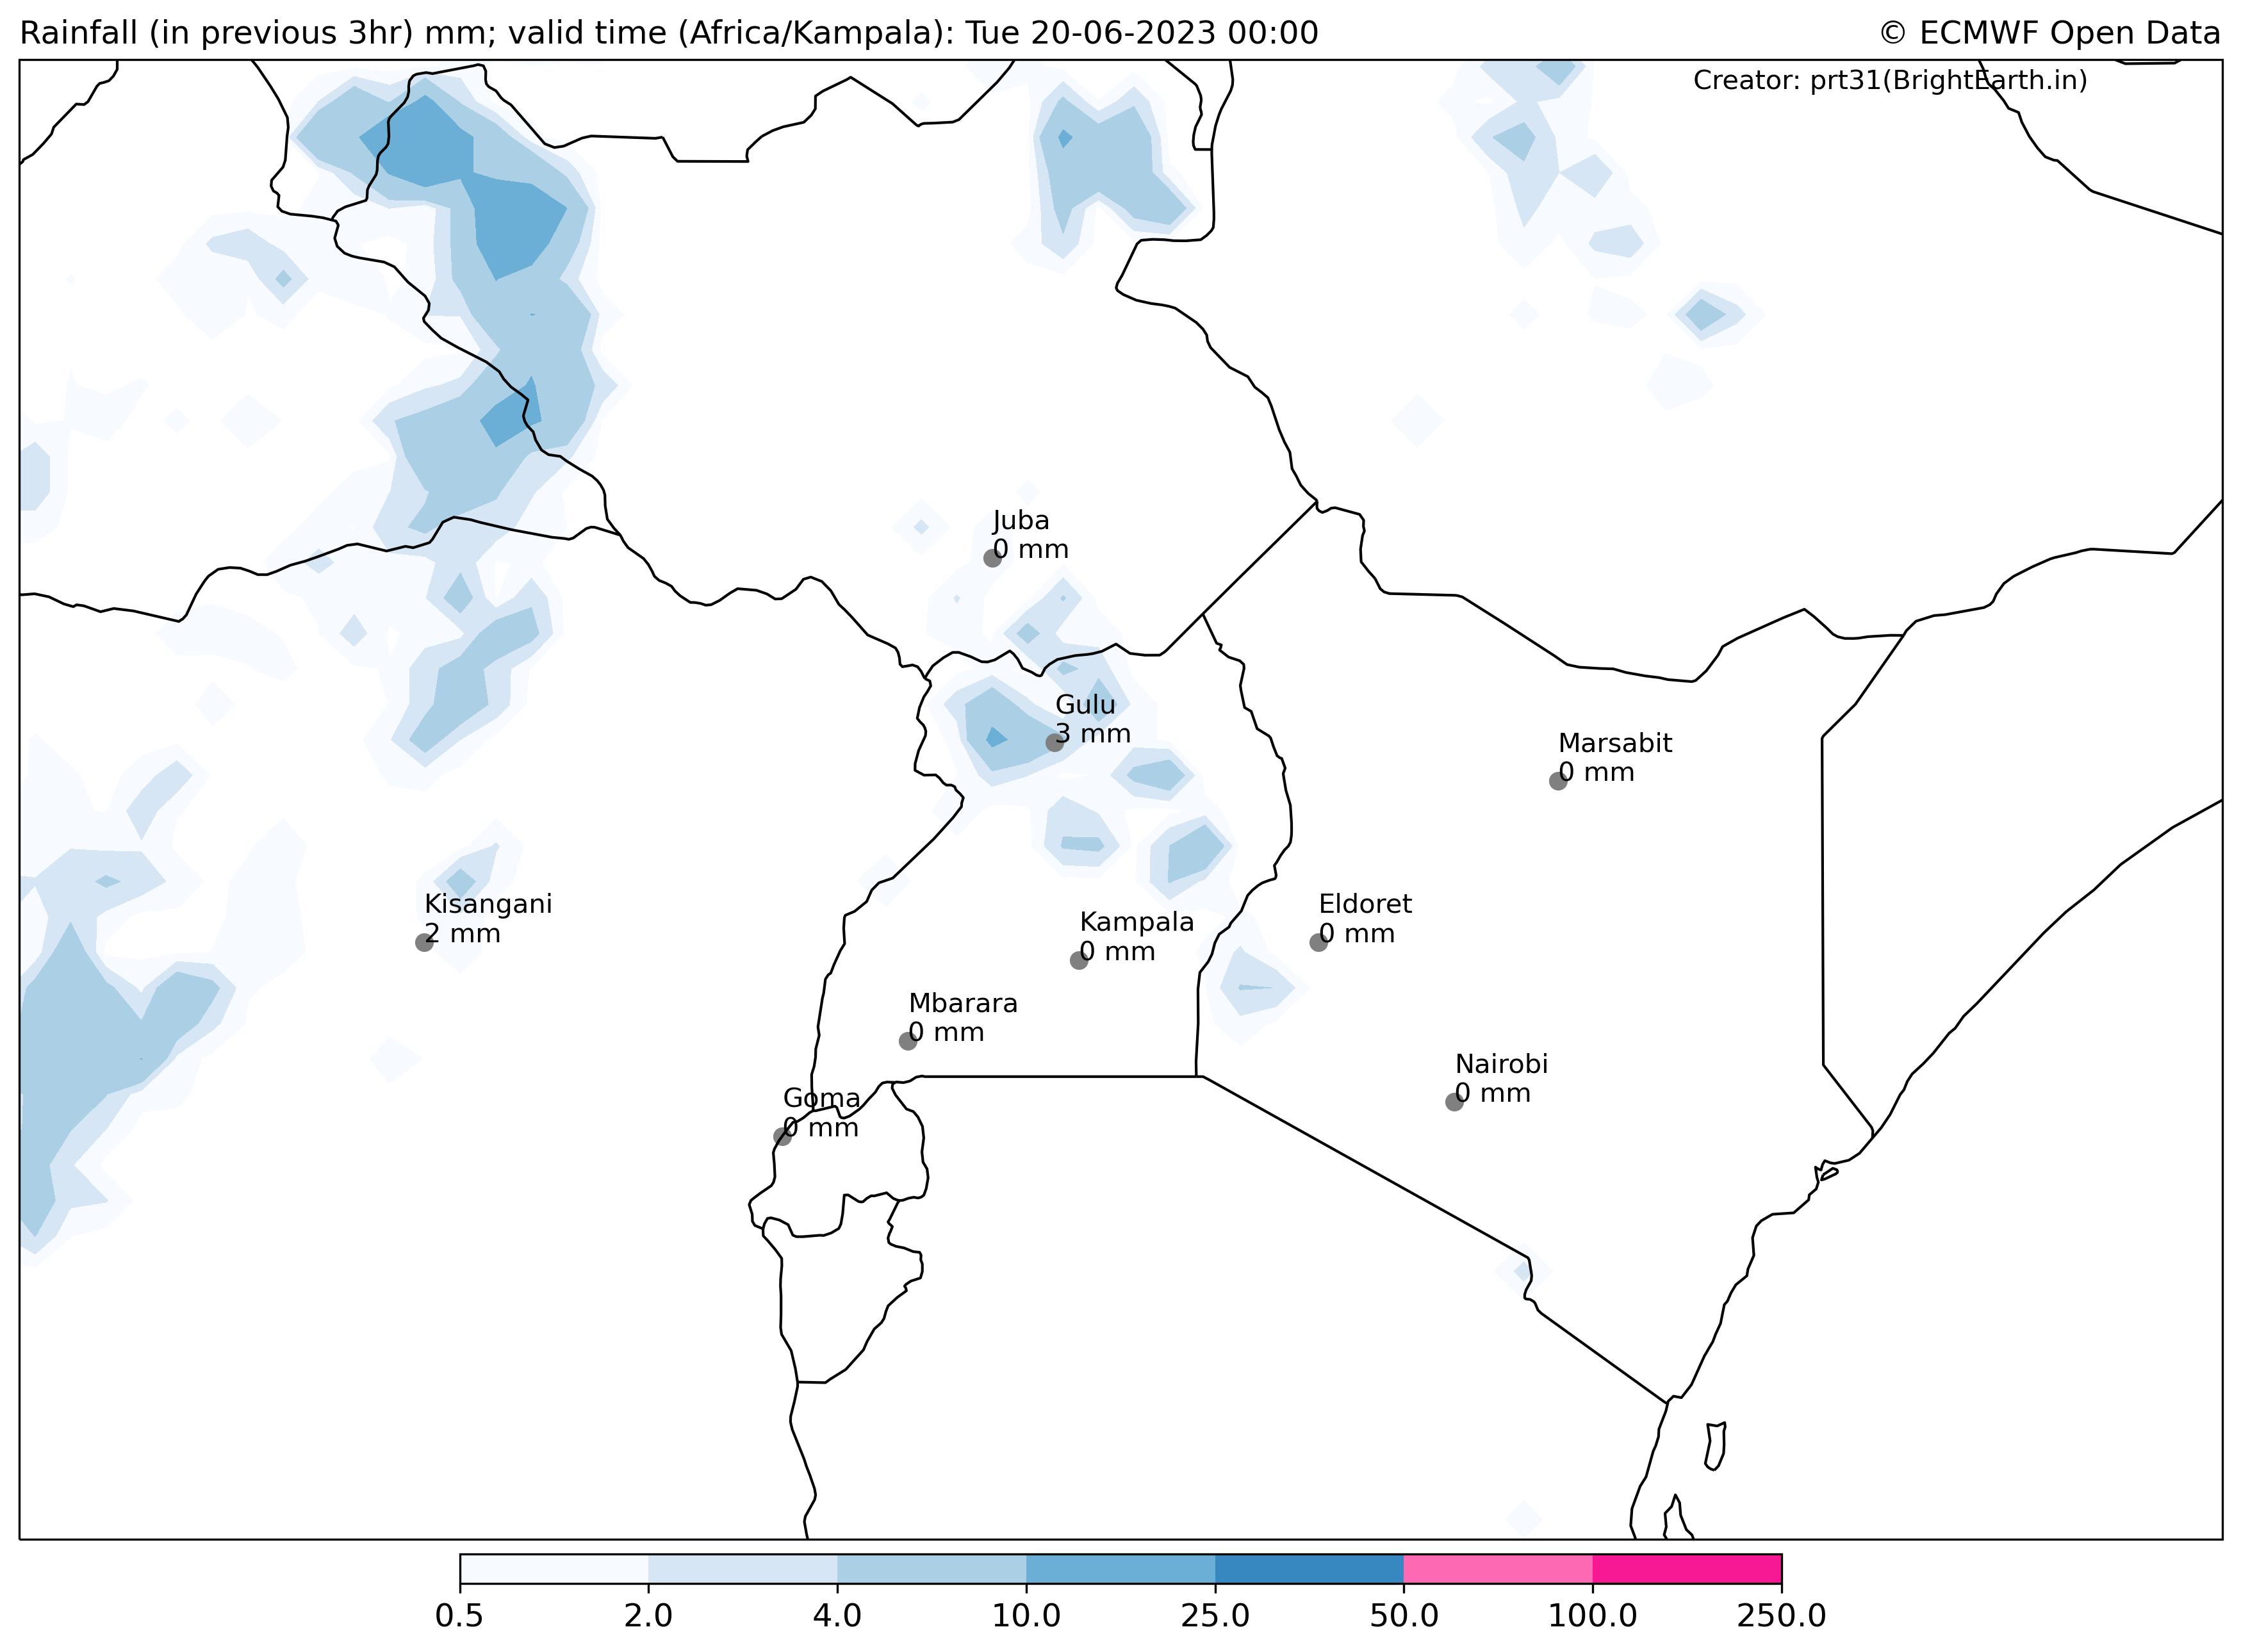 Rainfall (in previous 3hr) mm; valid time (Africa/Kampala): Tue 20-06-2023 00:00
© ECMWF Open Data
Creator: prt31(BrightEarth.in)
Juba
0 mm
Gulu
3 mm
Marsabit
0 mm
Kisangani
2 mm
Kampala
0 mm
Eldoret
0 mm
Mbarara
0 mm
Nairobi
0 mm
Goma
0 mm
0.5 2.0 4.0 10.0 25.0 50.0 100.0 250.0